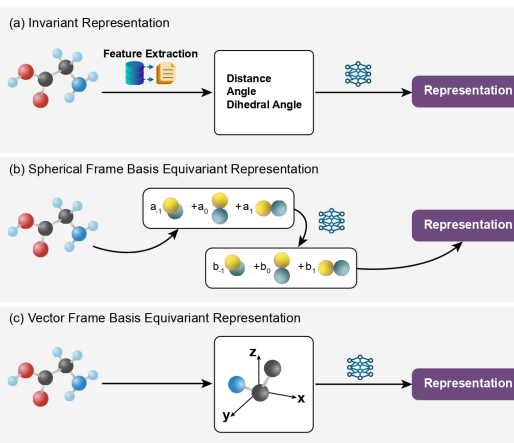 (a) Invariant Representation
Feature Extraction
Distance
Angle
Dihedral Angle
Representation
(b) Spherical Frame Basis Equivariant Representation
a-1 +a0 +a1
b-1 +b0 +b1
Representation
(c) Vector Frame Basis Equivariant Representation
z
x
y
Representation